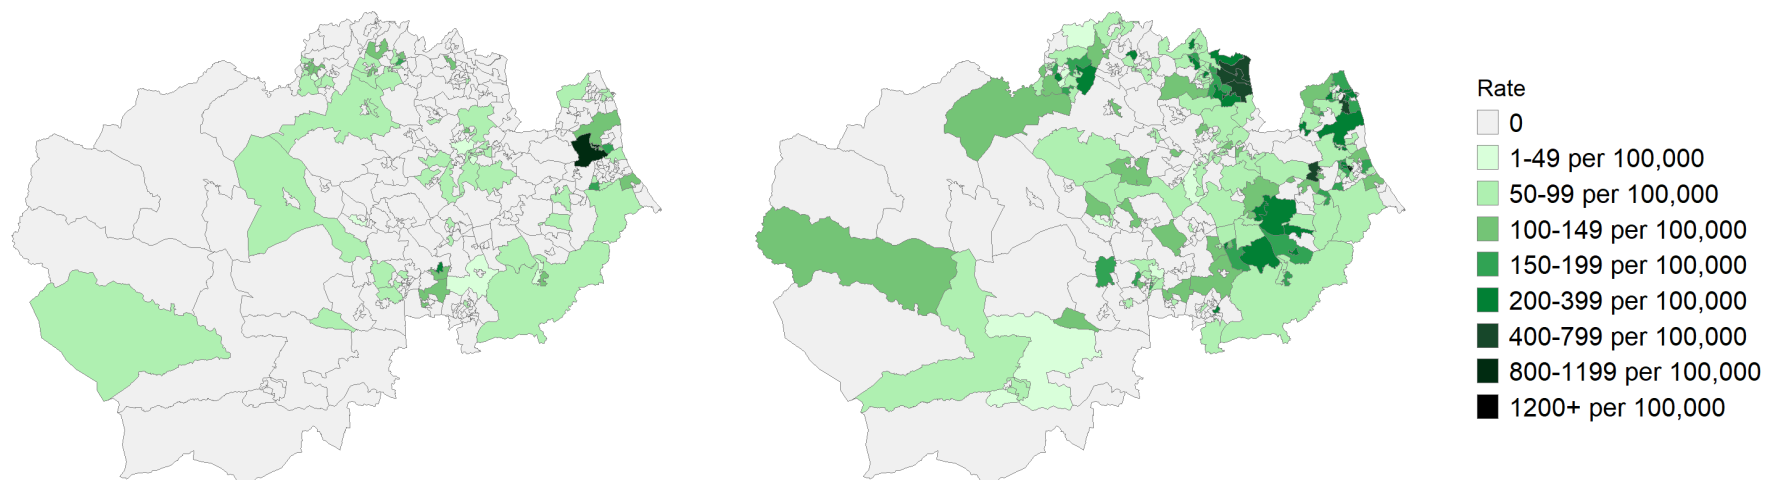 Rate
0
1-49 per 100,000
50-99 per 100,000
100-149 per 100,000
150-199 per 100,000
200-399 per 100,000
400-799 per 100,000
800-1199 per 100,000
1200+ per 100,000